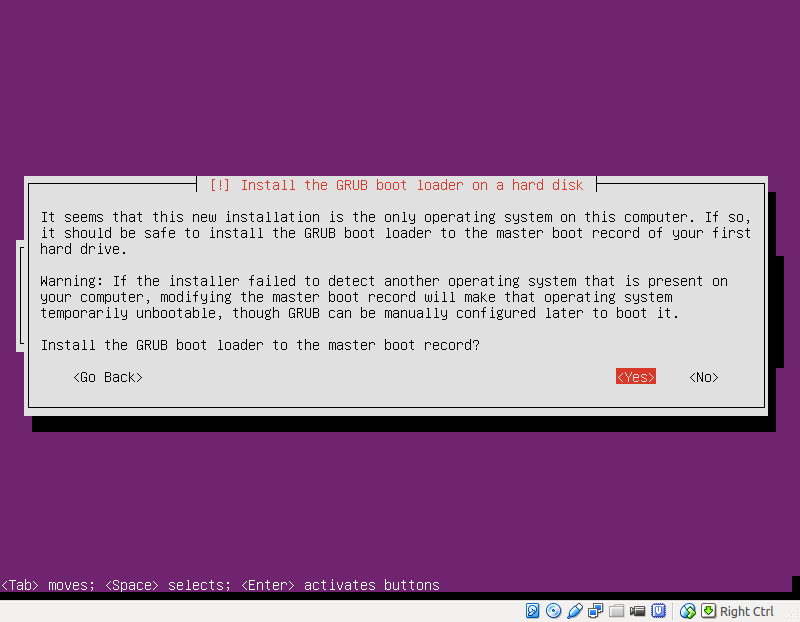 [!] Install the GRUB boot loader on a hard disk
It seems that this new installation is the only operating system on this computer. If so,
it should be safe to install the GRUB boot loader to the master boot record of your first
hard drive.
Warning: If the installer failed to detect another operating system that is present on
your computer, modifying the master boot record will make that operating system
temporarily unbootable, though GRUB can be manually configured later to boot it.
Install the GRUB boot loader to the master boot record?
<Go Back> <Yes> <No>
<Tab> moves; <Space> selects; <Enter> activates buttons
Right Ctrl